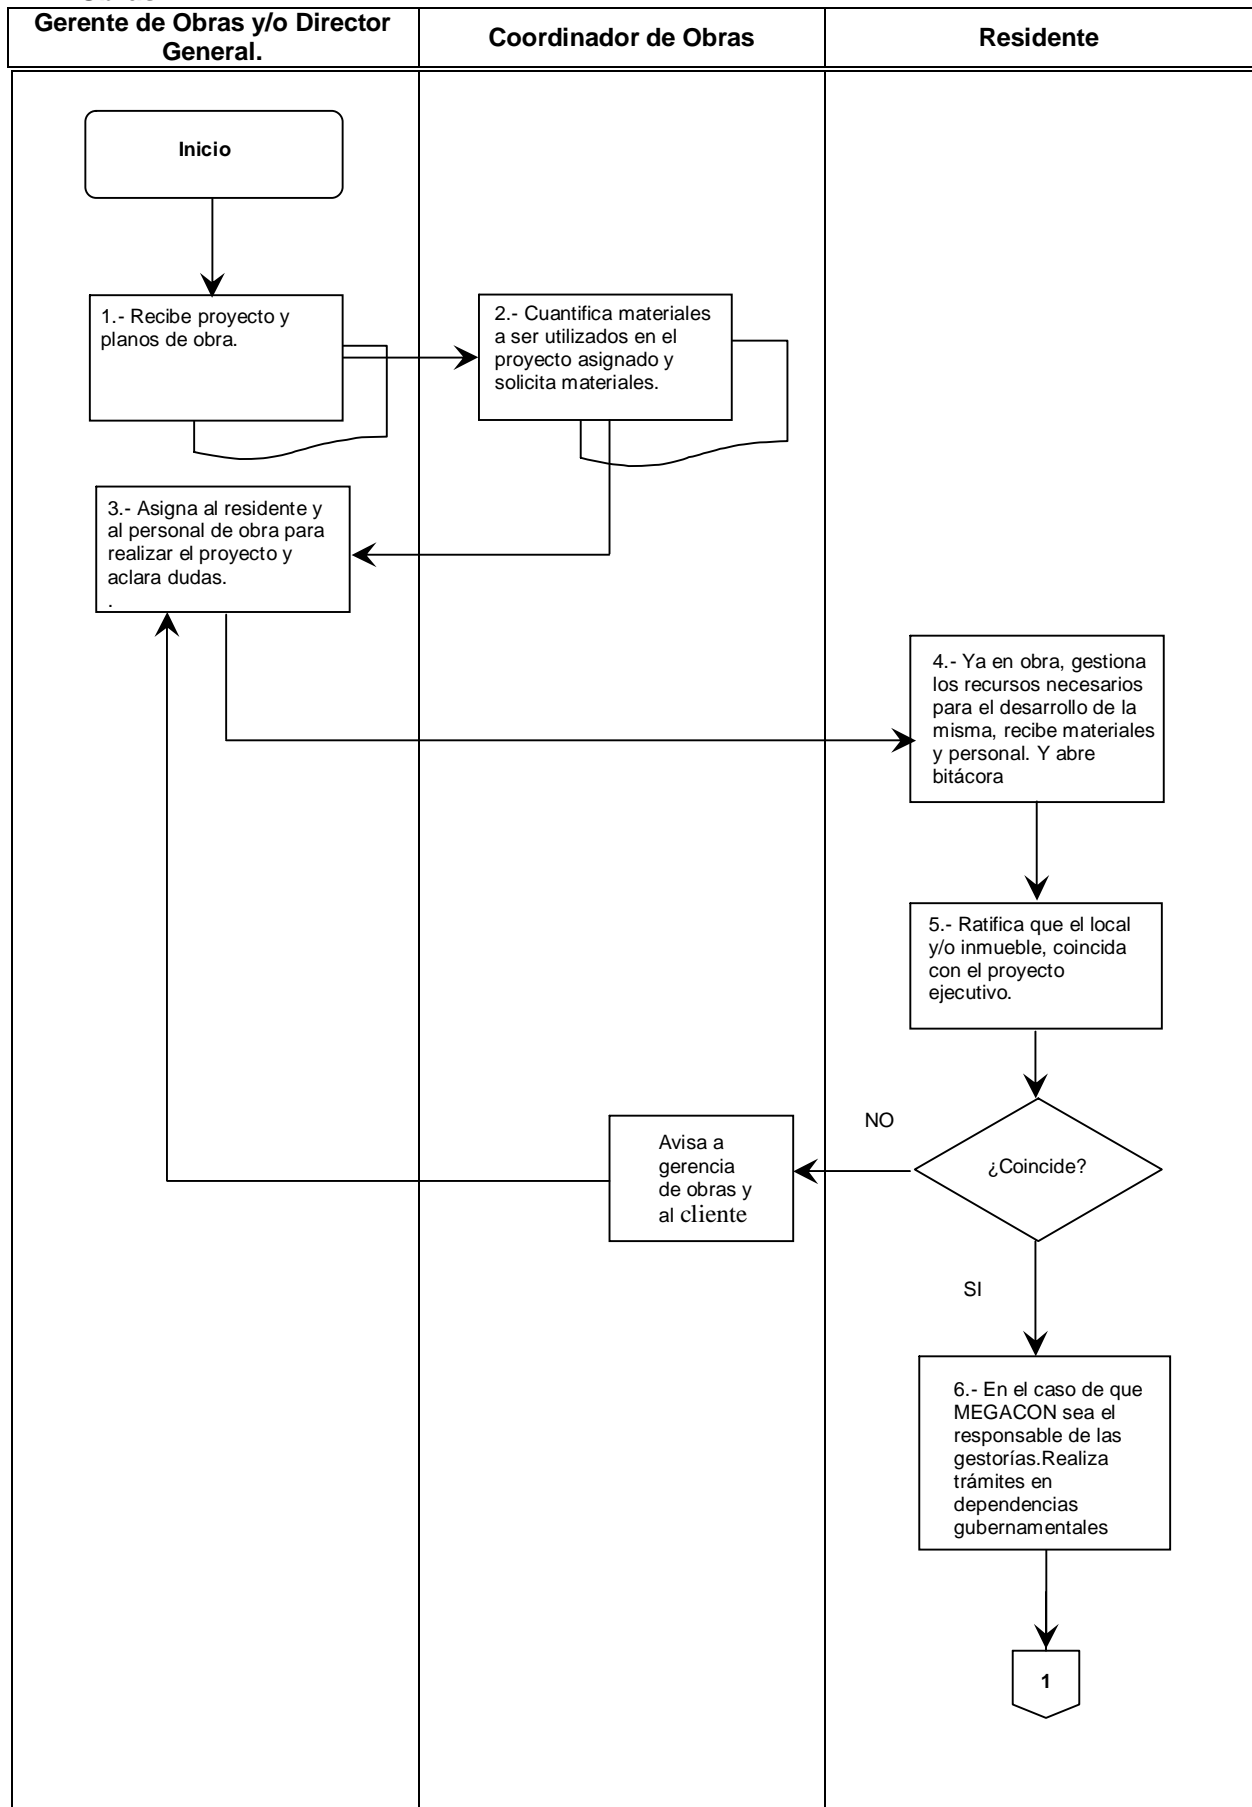 Gerente de Obras y/o Director
General.
Coordinador de Obras
Residente
Inicio
1.- Recibe proyecto y
planos de obra.
2.- Cuantifica materiales
a ser utilizados en el
proyecto asignado y
solicita materiales.
3.- Asigna al residente y
al personal de obra para
realizar el proyecto y
aclara dudas.
.
4.- Ya en obra, gestiona
los recursos necesarios
para el desarrollo de la
misma, recibe materiales
y personal. Y abre
bitácora
5.- Ratifica que el local
y/o inmueble, coincida
con el proyecto
ejecutivo.
NO
¿Coincide?
Avisa a
gerencia
de obras y
al cliente
SI
6.- En el caso de que
MEGACON sea el
responsable de las
gestorías.Realiza
trámites en
dependencias
gubernamentales
1